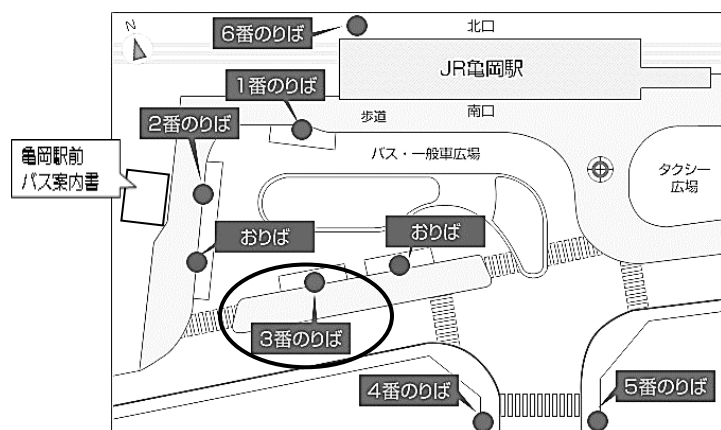 N
6番のりば
北口
JR亀岡駅
1番のりば
歩道
南口
2番のりば
バス・一般車広場
亀岡駅前
バス案内書
タクシー
広場
おりば
おりば
3番のりば
4番のりば
5番のりば